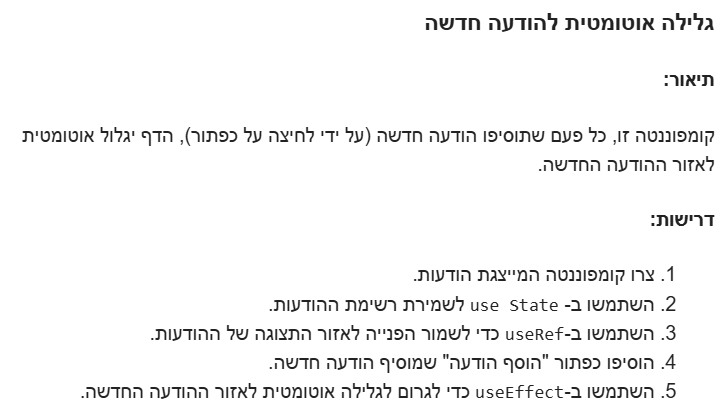 גלילה אוטומטית להודעה חדשה
תיאור:
קומפוננטה זו, כל פעם שתוסיפו הודעה חדשה (על ידי לחיצה על כפתור), הדף יגלול אוטומטית
לאזור ההודעה החדשה.
דרישות:
1. צרו קומפוננטה המייצגת הודעות.
2. השתמשו ב- use State לשמירת רשימת ההודעות.
3. השתמשו ב-useRef כדי לשמור הפנייה לאזור התצוגה של ההודעות.
4. הוסיפו כפתור "הוסף הודעה" שמוסיף הודעה חדשה.
5. השתמשו ב-useEffect כדי לגרום לגלילה אוטומטית לאזור ההודעה החדשה.